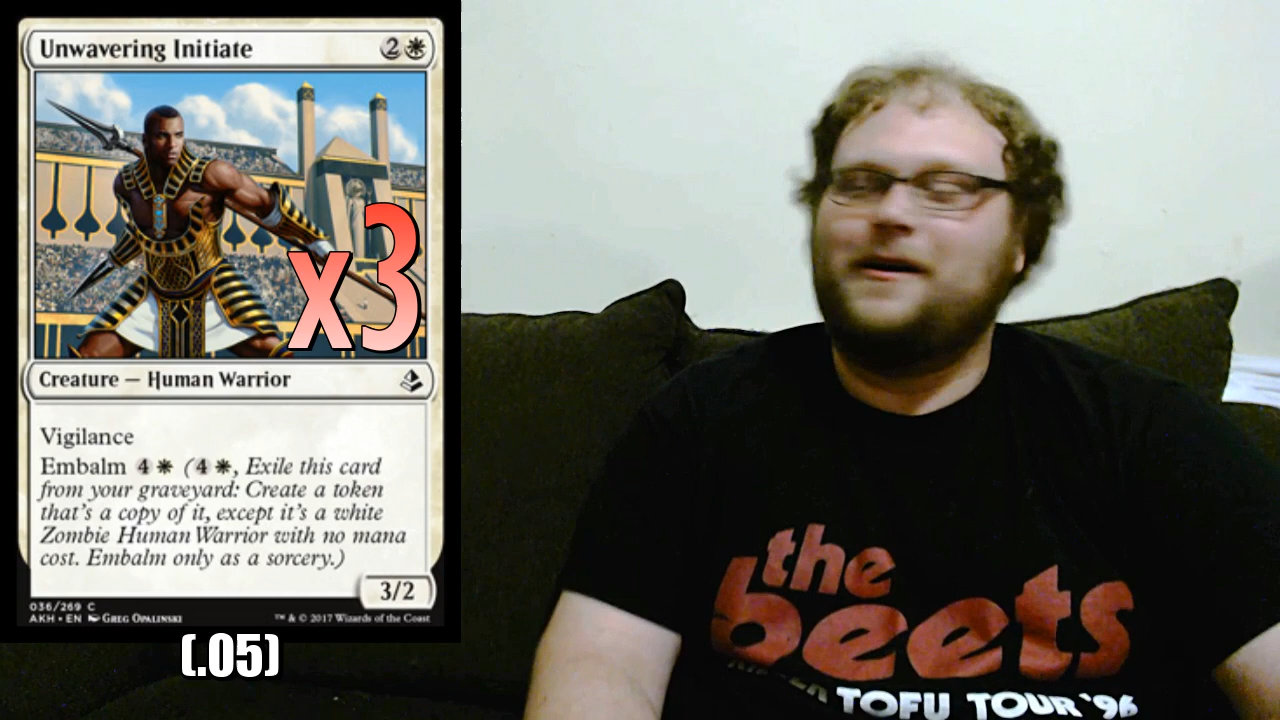 Unwavering Initiate 2
x3
Creature — Human Warrior
Vigilance
Embalm 4 (4, Exile this card
from your graveyard: Create a token
that's a copy of it, except it's a white
Zombie Human Warrior with no mana
cost. Embalm only as a sorcery.)
3/2
036/269 C
AKH • EN Greg Opalinski
™ & © 2017 Wizards of the Coast
(.05)
the
beets
TOFU TOUR '96